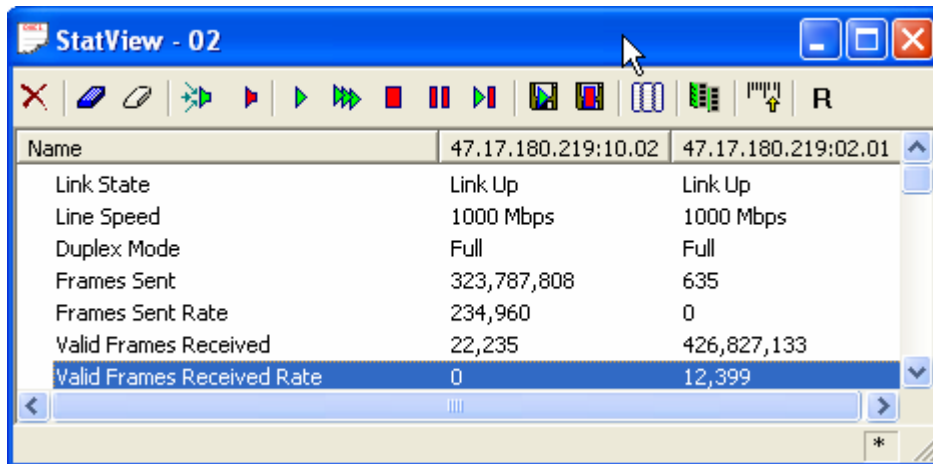 StatView - 02
R
Name 47.17.180.219:10.02 47.17.180.219:02.01
Link State Link Up Link Up
Line Speed 1000 Mbps 1000 Mbps
Duplex Mode Full Full
Frames Sent 323,787,808 635
Frames Sent Rate 234,960 0
Valid Frames Received 22,235 426,827,133
Valid Frames Received Rate 0 12,399
*